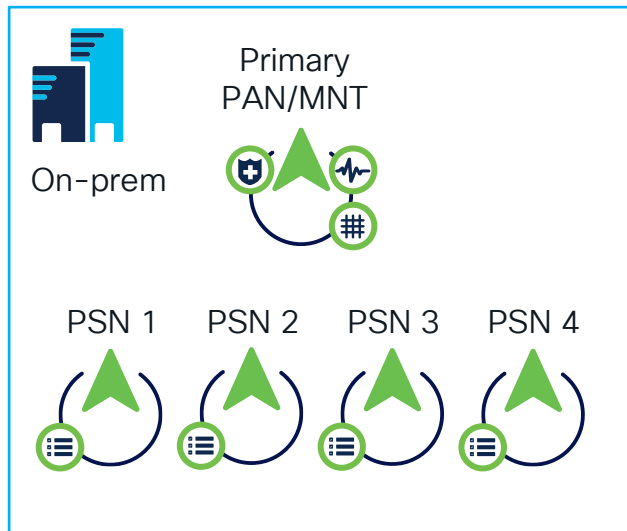 Primary
PAN/MNT
On-prem
PSN 1
PSN 2
PSN 3
PSN 4